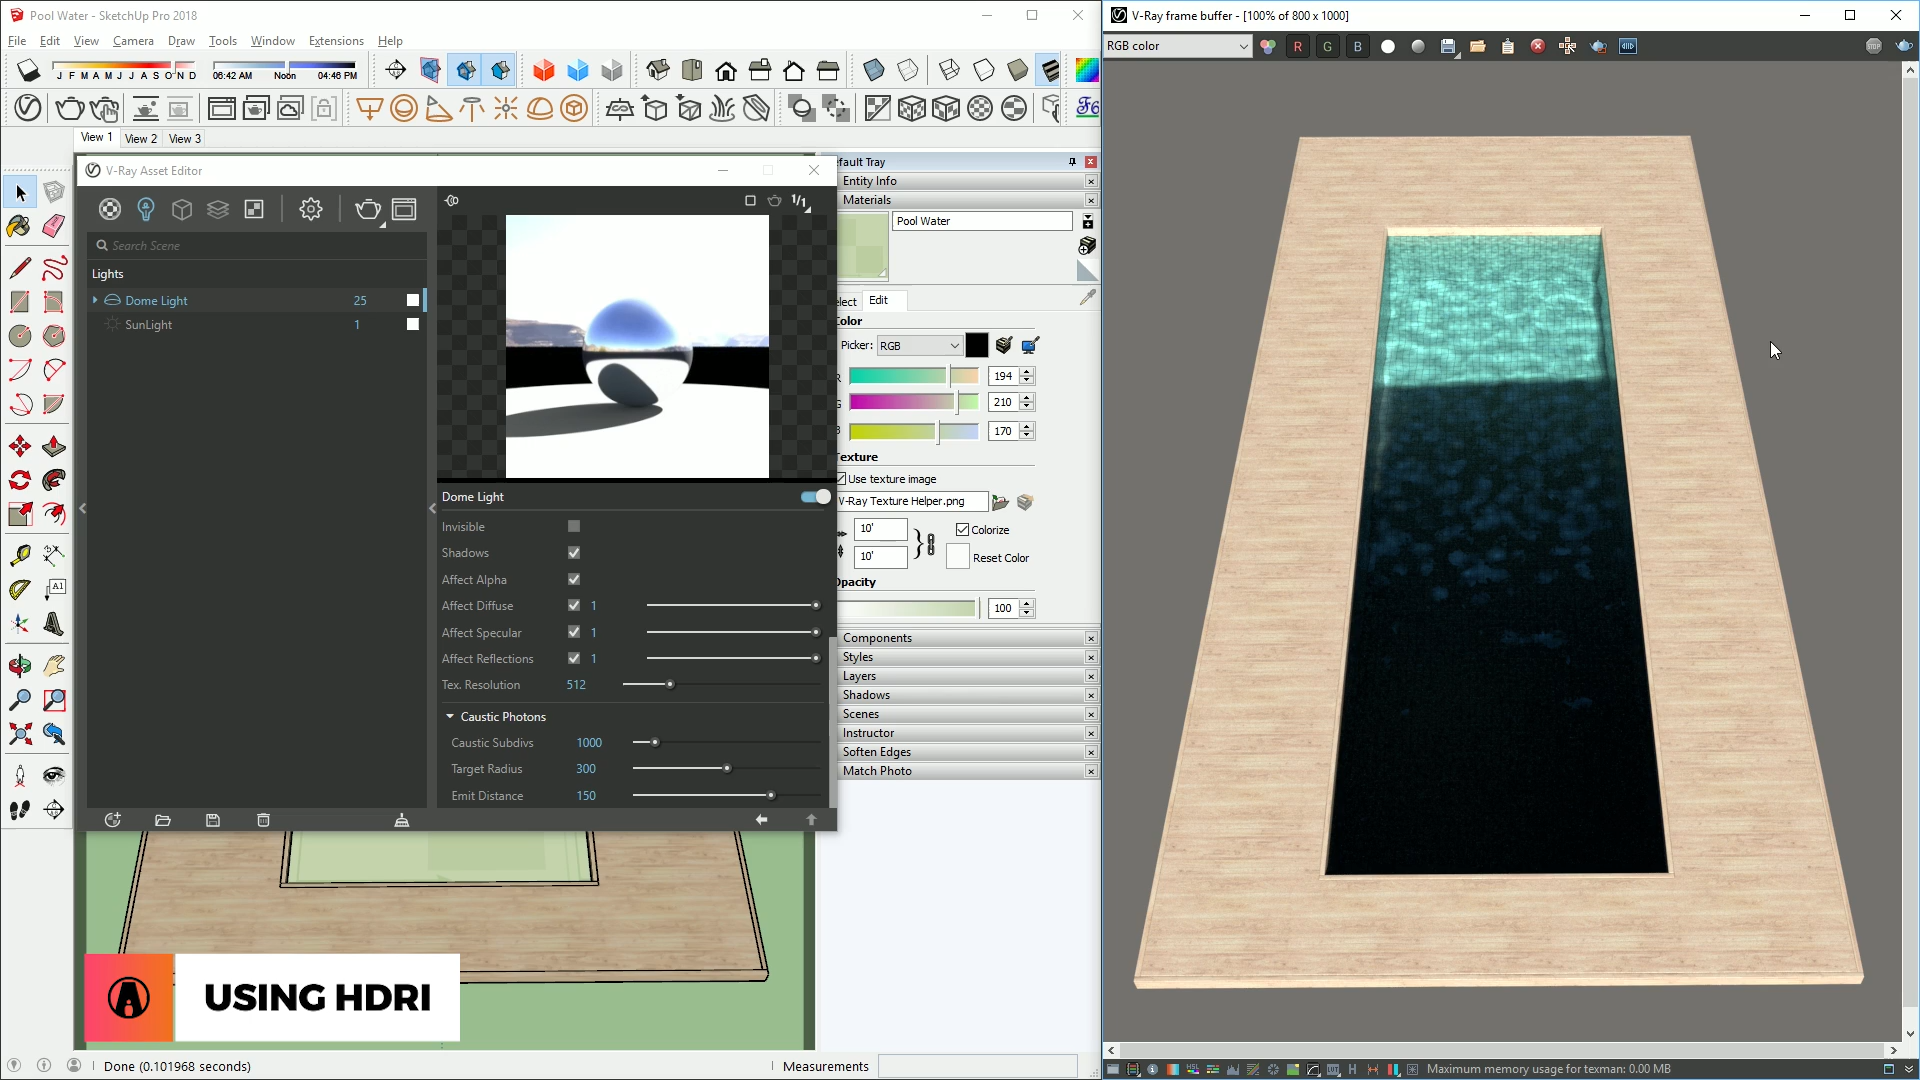 Pool Water - SketchUp Pro 2018
File Edit View Camera Draw Tools Window Extensions Help
J F M A M J J A S O N D
06:42 AM Noon 04:46 PM
View 1 View 2 View 3
V-Ray Asset Editor
Search Scene
Lights
Dome Light 25
SunLight 1
1/1
Dome Light
Invisible
Shadows
Affect Alpha
Affect Diffuse 1
Affect Specular 1
Affect Reflections 1
Tex. Resolution 512
Caustic Photons
Caustic Subdivs 1000
Target Radius 300
Emit Distance 150
fault Tray
Entity Info
Materials
Pool Water
lect Edit
olor
Picker: RGB
R 194
G 210
B 170
exture
Use texture image
V-Ray Texture Helper.png
10'
10'
Colorize
Reset Color
pacity
100
Components
Styles
Layers
Shadows
Scenes
Instructor
Soften Edges
Match Photo
A1
USING HDRI
Done (0.101968 seconds)
Measurements
V-Ray frame buffer - [100% of 800 x 1000]
RGB color
R G B
STOP
Maximum memory usage for texman: 0.00 MB